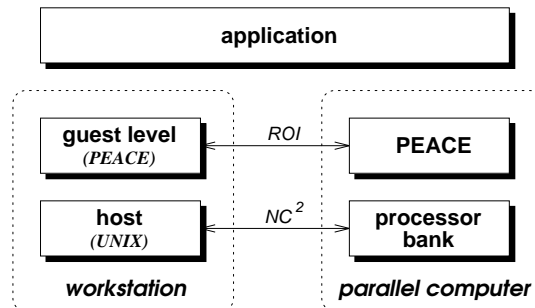 application
guest level
(PEACE)
ROI
PEACE
host
(UNIX)
NC²
processor
bank
workstation
parallel computer